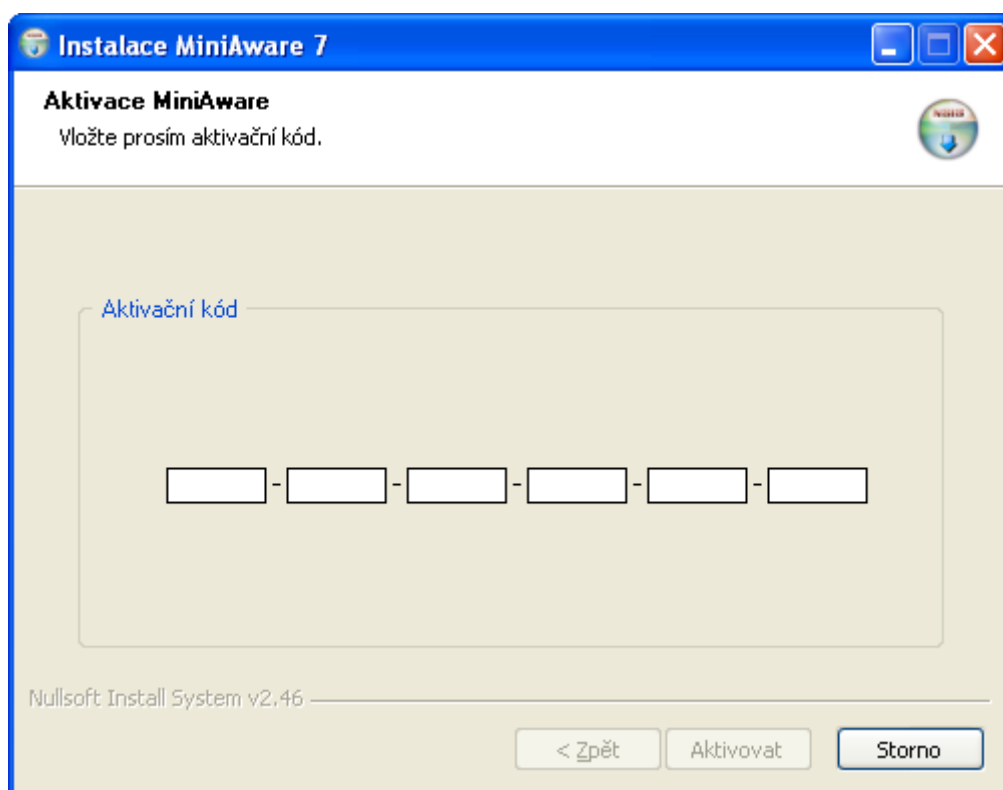 Instalace MiniAware 7
Aktivace MiniAware
Vložte prosím aktivační kód.
Aktivační kód
- - - - -
Nullsoft Install System v2.46
< Zpět Aktivovat Storno